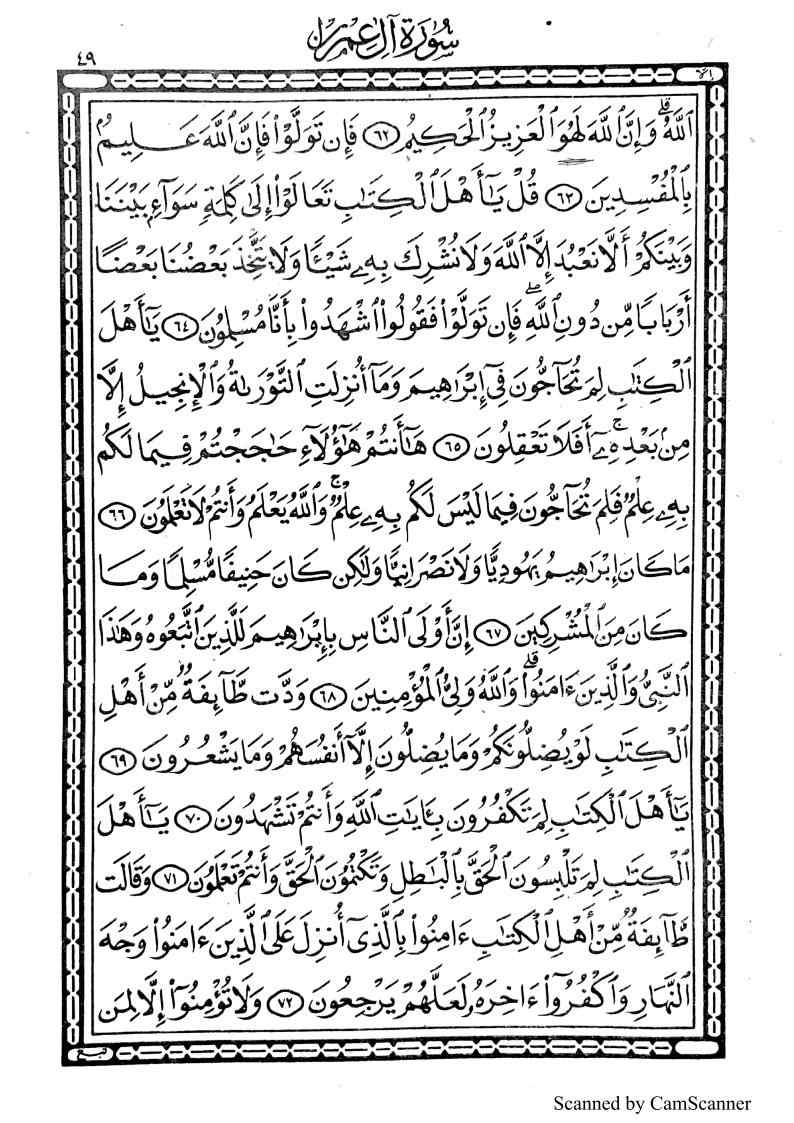 سُورَةُ آلِ عِمْرَان
٤٩
إلا
ٱللَّهُۚ وَإِنَّ ٱللَّهَ لَهُوَ ٱلْعَزِيزُ ٱلْحَكِيمُ ٦٢ فَإِن تَوَلَّوْا۟ فَإِنَّ ٱللَّهَ عَلِيمُۢ
بِٱلْمُفْسِدِينَ ٦٣ قُلْ يَٰٓأَهْلَ ٱلْكِتَٰبِ تَعَالَوْا۟ إِلَىٰ كَلِمَةٍ سَوَآءِۭ بَيْنَنَا
وَبَيْنَكُمْ أَلَّا نَعْبُدَ إِلَّا ٱللَّهَ وَلَا نُشْرِكَ بِهِۦ شَيْـًٔا وَلَا يَتَّخِذَ بَعْضُنَا بَعْضًا
أَرْبَابًا مِّن دُونِ ٱللَّهِۚ فَإِن تَوَلَّوْا۟ فَقُولُوا۟ ٱشْهَدُوا۟ بِأَنَّا مُسْلِمُونَ ٦٤ يَٰٓأَهْلَ
ٱلْكِتَٰبِ لِمَ تُحَآجُّونَ فِىٓ إِبْرَٰهِيمَ وَمَآ أُنزِلَتِ ٱلتَّوْرَىٰةُ وَٱلْإِنجِيلُ إِلَّا
مِنۢ بَعْدِهِۦٓۚ أَفَلَا تَعْقِلُونَ ٦٥ هَٰٓأَنتُمْ هَٰٓؤُلَآءِ حَٰجَجْتُمْ فِيمَا لَكُم
بِهِۦ عِلْمٌ فَلِمَ تُحَآجُّونَ فِيمَا لَيْسَ لَكُم بِهِۦ عِلْمٌۚ وَٱللَّهُ يَعْلَمُ وَأَنتُمْ لَا تَعْلَمُونَ ٦٦
مَا كَانَ إِبْرَٰهِيمُ يَهُودِيًّا وَلَا نَصْرَانِيًّا وَلَٰكِن كَانَ حَنِيفًا مُّسْلِمًا وَمَا
كَانَ مِنَ ٱلْمُشْرِكِينَ ٦٧ إِنَّ أَوْلَى ٱلنَّاسِ بِإِبْرَٰهِيمَ لَلَّذِينَ ٱتَّبَعُوهُ وَهَٰذَا
ٱلنَّبِىُّ وَٱلَّذِينَ ءَامَنُوا۟ۗ وَٱللَّهُ وَلِىُّ ٱلْمُؤْمِنِينَ ٦٨ وَدَّت طَّآئِفَةٌ مِّنْ أَهْلِ
ٱلْكِتَٰبِ لَوْ يُضِلُّونَكُمْ وَمَا يُضِلُّونَ إِلَّآ أَنفُسَهُمْ وَمَا يَشْعُرُونَ ٦٩
يَٰٓأَهْلَ ٱلْكِتَٰبِ لِمَ تَكْفُرُونَ بِـَٔايَٰتِ ٱللَّهِ وَأَنتُمْ تَشْهَدُونَ ٧٠ يَٰٓأَهْلَ
ٱلْكِتَٰبِ لِمَ تَلْبِسُونَ ٱلْحَقَّ بِٱلْبَٰطِلِ وَتَكْتُمُونَ ٱلْحَقَّ وَأَنتُمْ تَعْلَمُونَ ٧١ وَقَالَت
طَّآئِفَةٌ مِّنْ أَهْلِ ٱلْكِتَٰبِ ءَامِنُوا۟ بِٱلَّذِىٓ أُنزِلَ عَلَى ٱلَّذِينَ ءَامَنُوا۟ وَجْهَ
ٱلنَّهَارِ وَٱكْفُرُوٓا۟ ءَاخِرَهُۥ لَعَلَّهُمْ يَرْجِعُونَ ٧٢ وَلَا تُؤْمِنُوٓا۟ إِلَّا لِمَن
تبع
Scanned by CamScanner